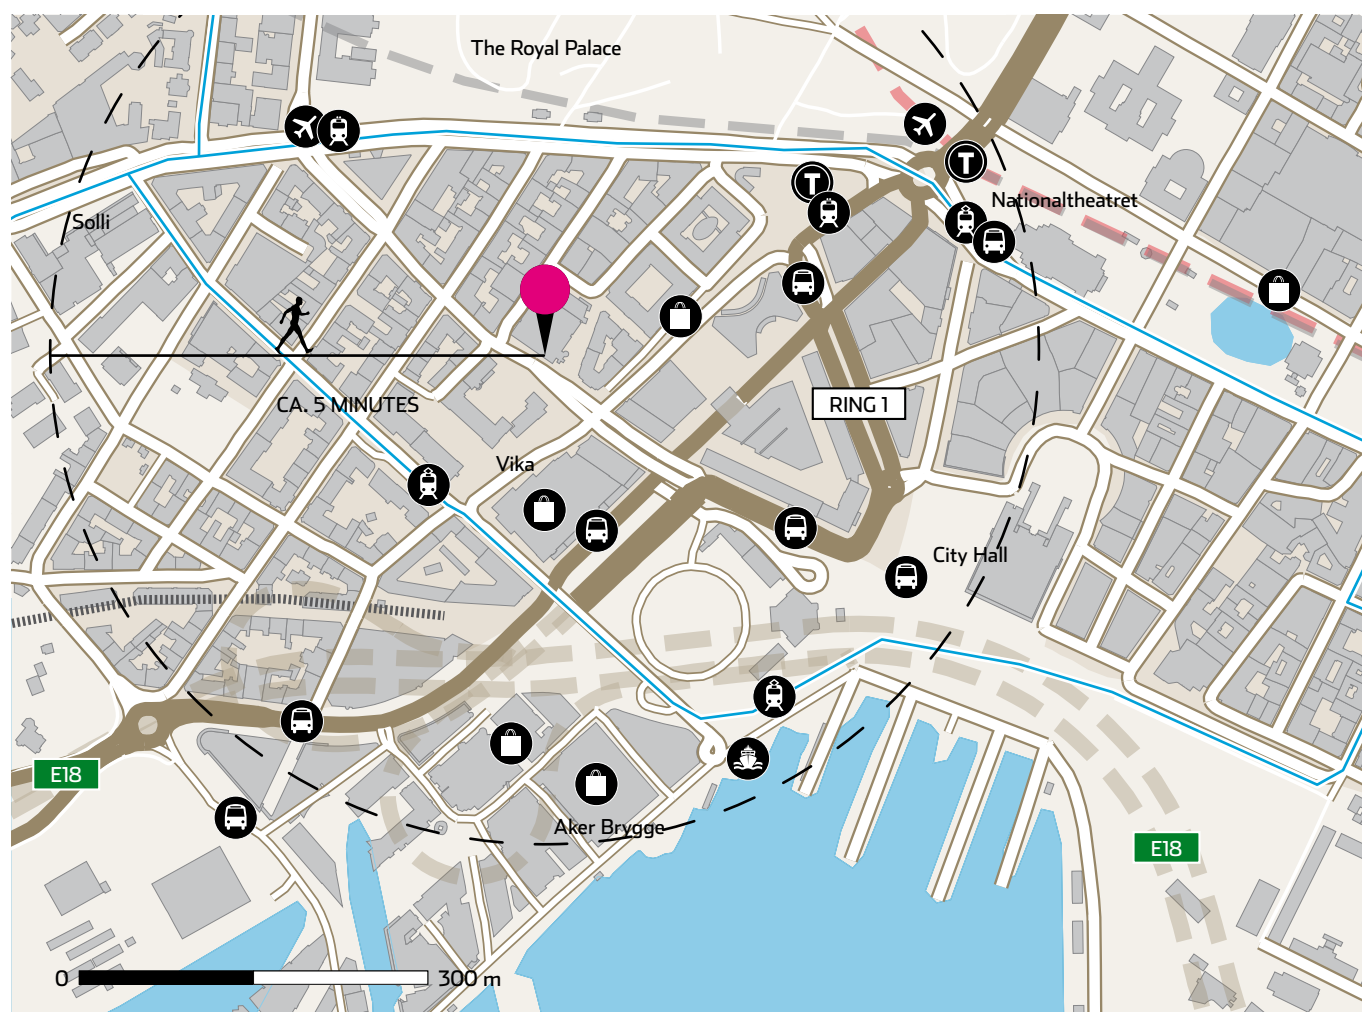 The Royal Palace
T
T
Nationaltheatret
Solli
CA. 5 MINUTES
RING 1
Vika
City Hall
E18
Aker Brygge
E18
0 300 m